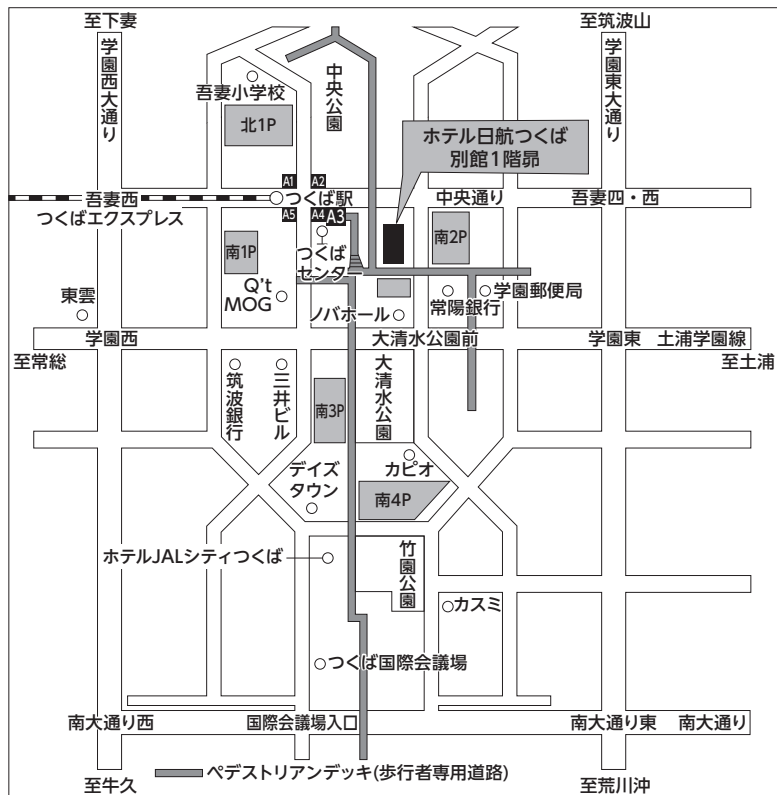 至下妻
至筑波山
学園西大通り
中央公園
学園東大通り
吾妻小学校
北1P
ホテル日航つくば
別館1階昴
A1
A2
つくば駅
中央通り
吾妻西
吾妻四・西
つくばエクスプレス
A5
A4
A3
南1P
南2P
つくば
センター
東雲
Q't
MOG
学園郵便局
ノバホール
常陽銀行
学園西
大清水公園前
学園東
土浦学園線
至常総
至土浦
筑波銀行
三井ビル
南3P
大清水公園
デイズ
タウン
カピオ
南4P
ホテルJALシティつくば
竹園公園
カスミ
つくば国際会議場
南大通り西
国際会議場入口
南大通り東
南大通り
至牛久
ペデストリアンデッキ(歩行者専用道路)
至荒川沖